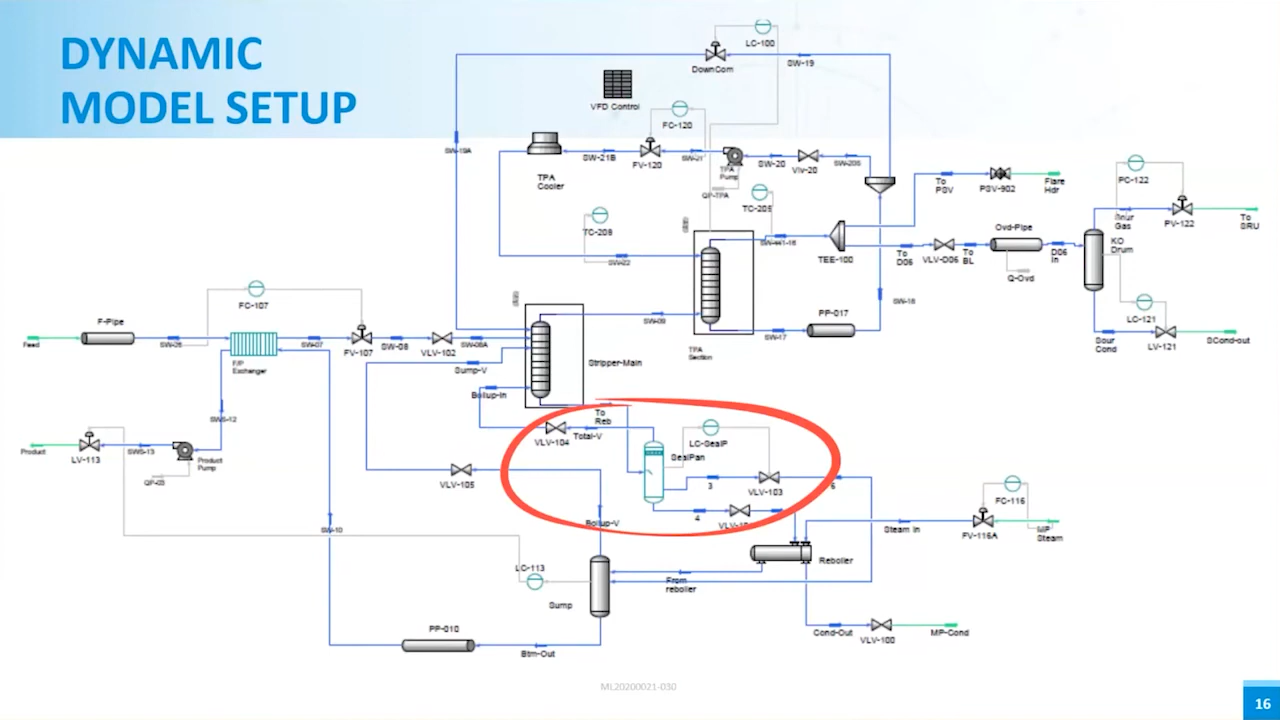 DYNAMIC
MODEL SETUP
LC-100
DownCom
SW-19
VFD Control
FC-120
SW-19A
SW-21B
FV-120
SW-21
TPA
Pump
SW-20
Vlv-20
SW-20B
TPA
Cooler
QP-TPA
TC-208
SW-22
SW-441-16
TEE-100
To
PSV
PSV-902
Flare
Hdr
PC-122
PV-122
To
SRU
Gas
KO
Drum
To
D06
VLV-D06
To
BL
Ovd-Pipe
Q-Ovd
D06
In
SW-18
PP-017
SW-17
LC-121
LV-121
Sour
Cond
SCond-out
FC-107
F-Pipe
Feed
F/P
Exchanger
SW-07
FV-107
SW-08
VLV-102
SW-08A
SW-09
TPA
Section
Sump-V
Stripper-Main
Boilup-In
To
Reb
VLV-104
Total-V
LC-SealP
SealPan
3
VLV-103
6
4
SWS-12
Product
LV-113
SWS-13
Product
Pump
QP-03
VLV-105
Boilup-V
SW-10
FC-116
FV-116A
MP
Steam
Steam In
Reboiler
LC-113
From
reboiler
Sump
Cond-Out
VLV-100
MP-Cond
PP-010
Btm-Out
ML20200021-030
16